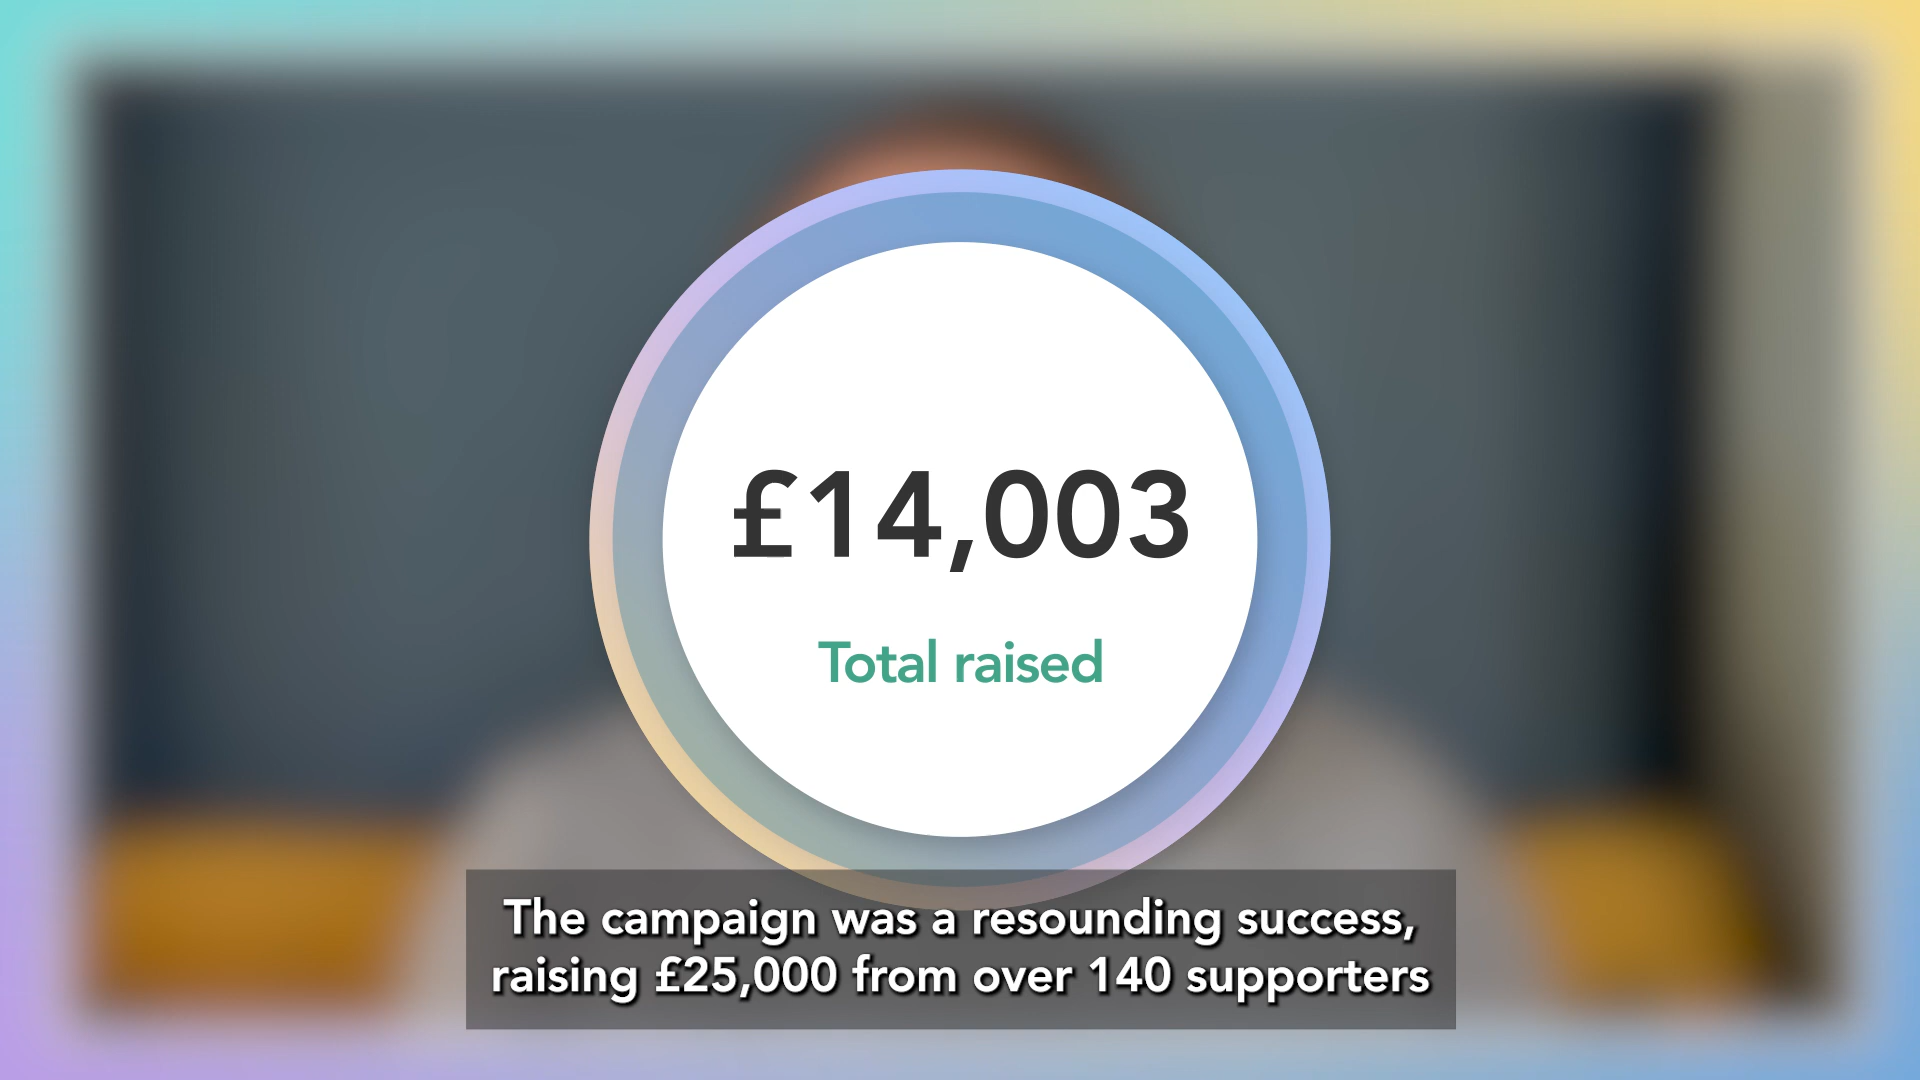 £14,003
Total raised
The campaign was a resounding success,
raising £25,000 from over 140 supporters